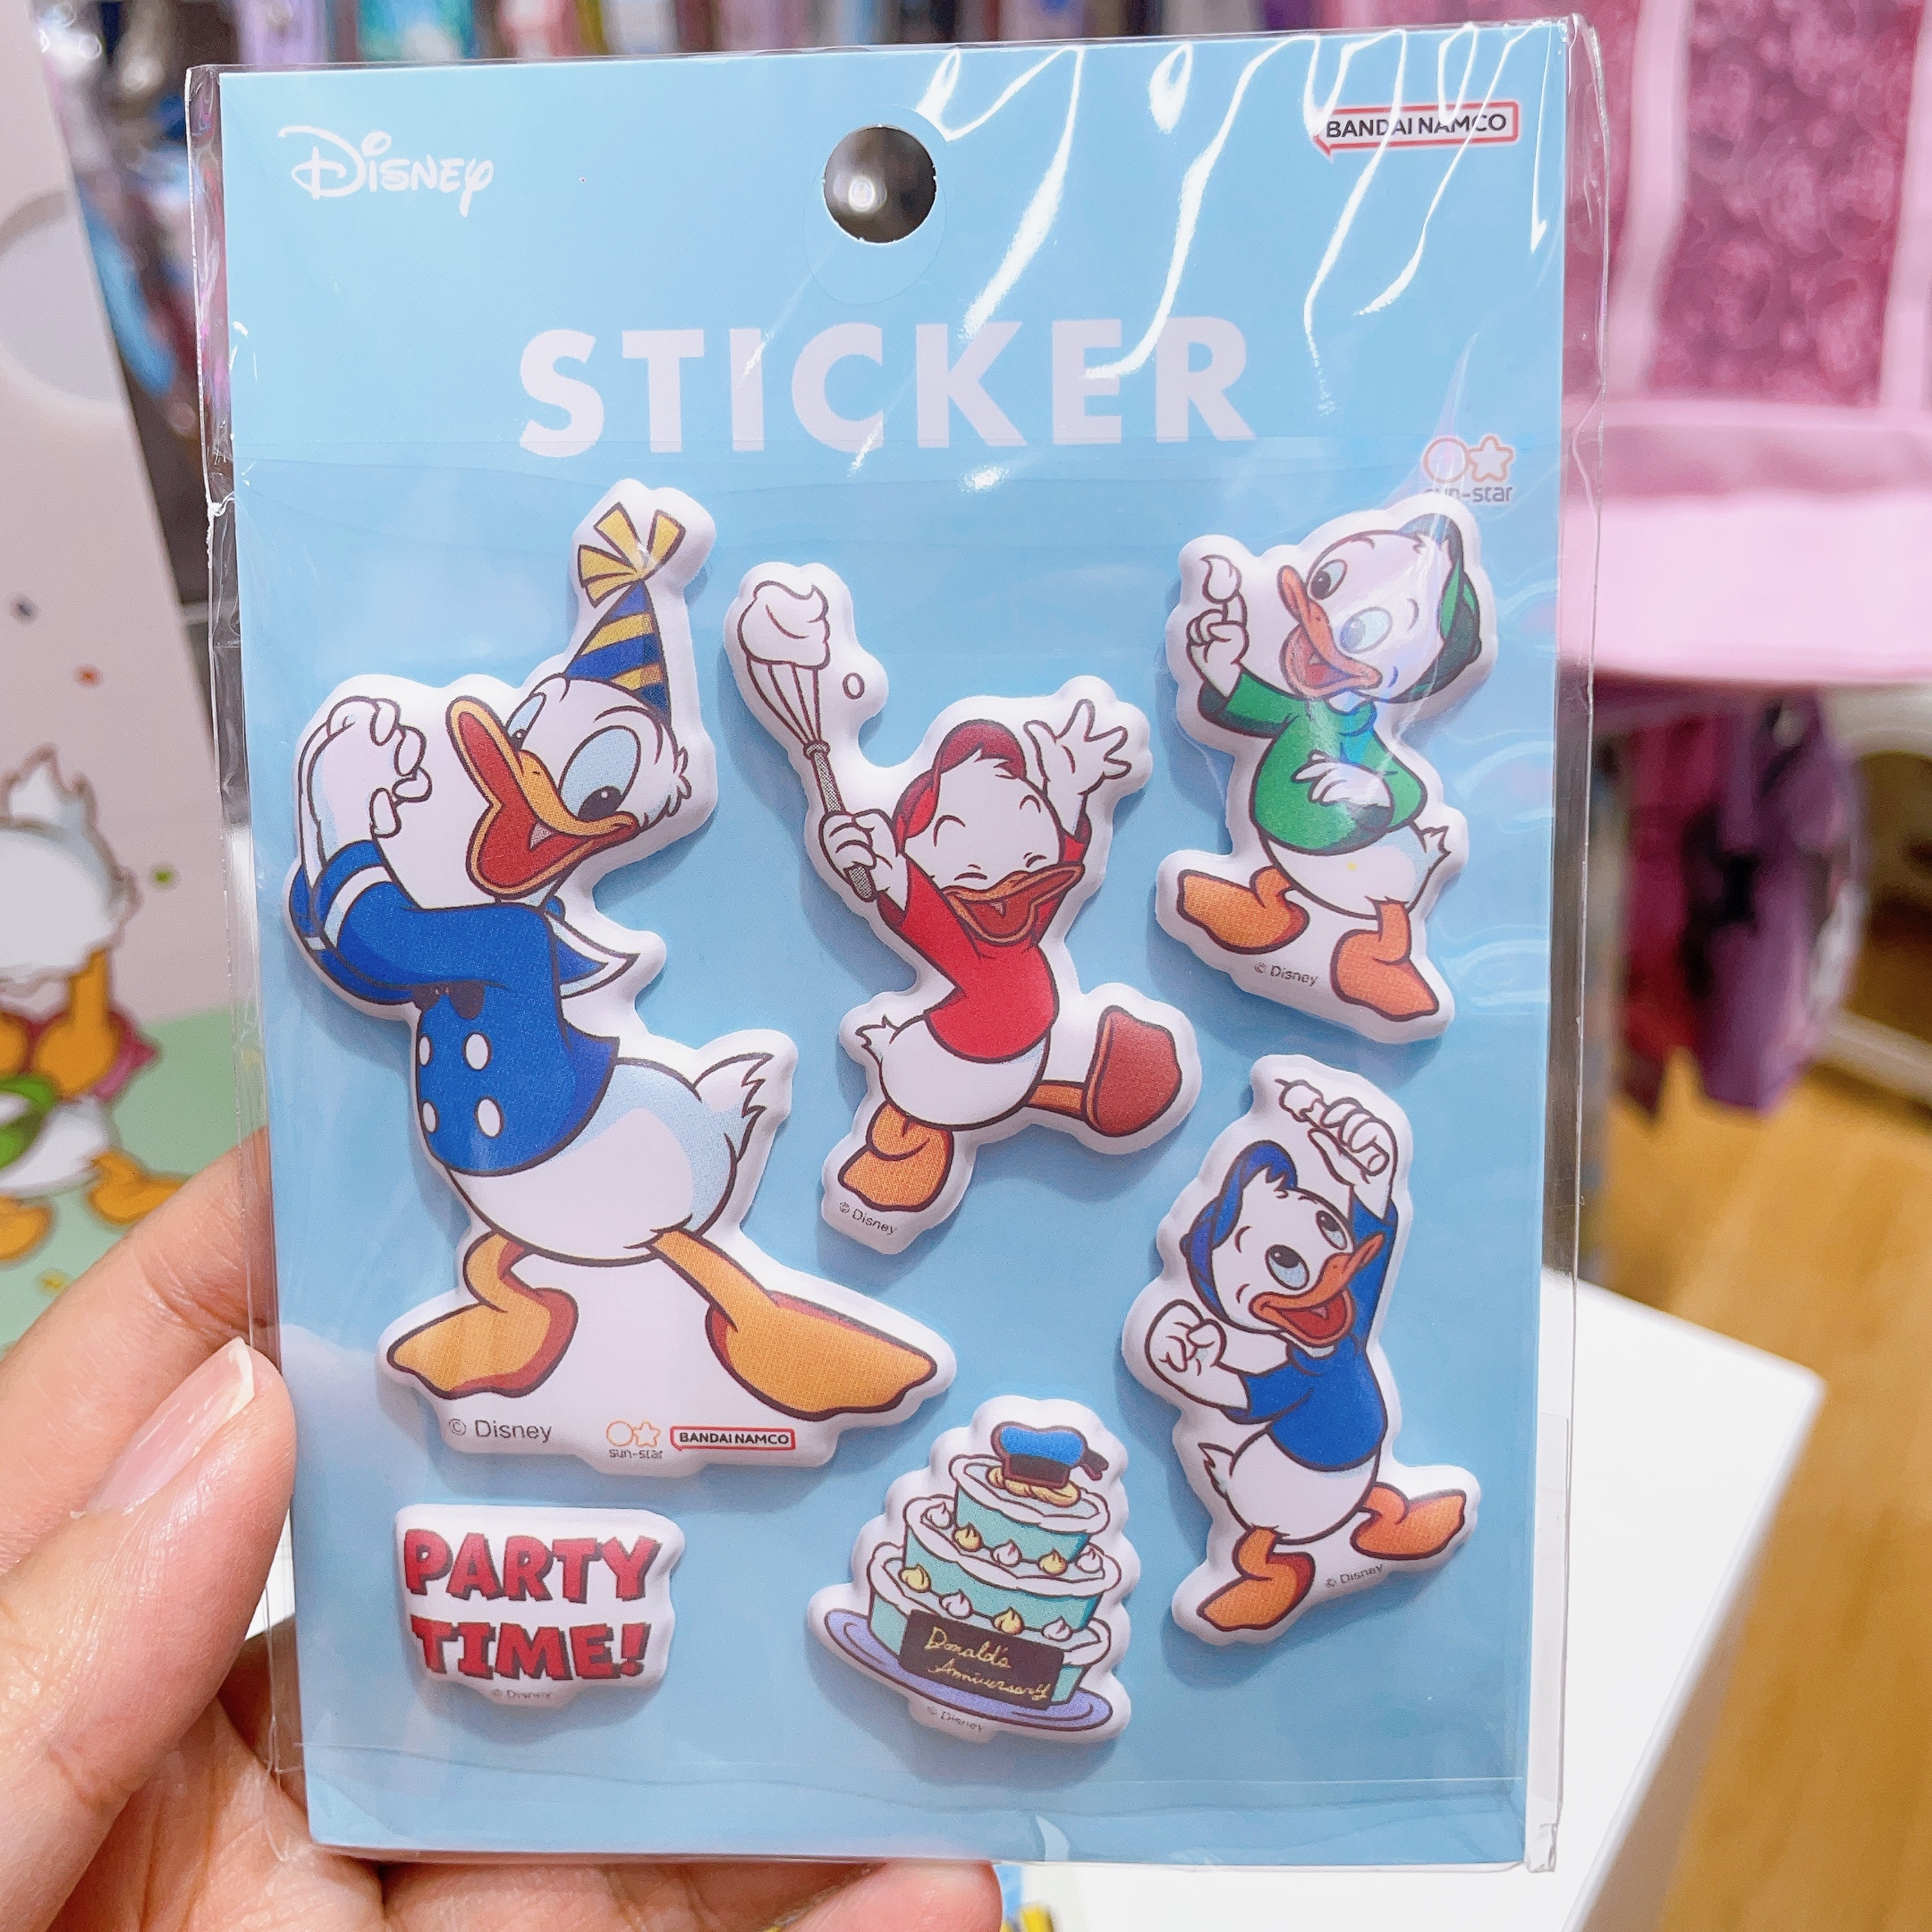 Disney
BANDAI NAMCO
STICKER
sun-star
© Disney
© Disney
© Disney
sun-star
BANDAI NAMCO
© Disney
PARTY
TIME!
© Disney
Donald's
Anniversary
© Disney